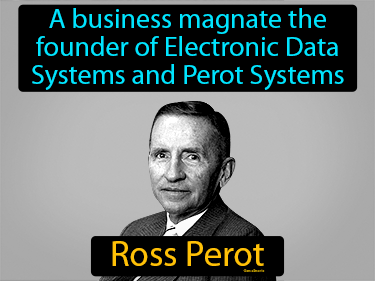 A business magnate the
founder of Electronic Data
Systems and Perot Systems
Ross Perot